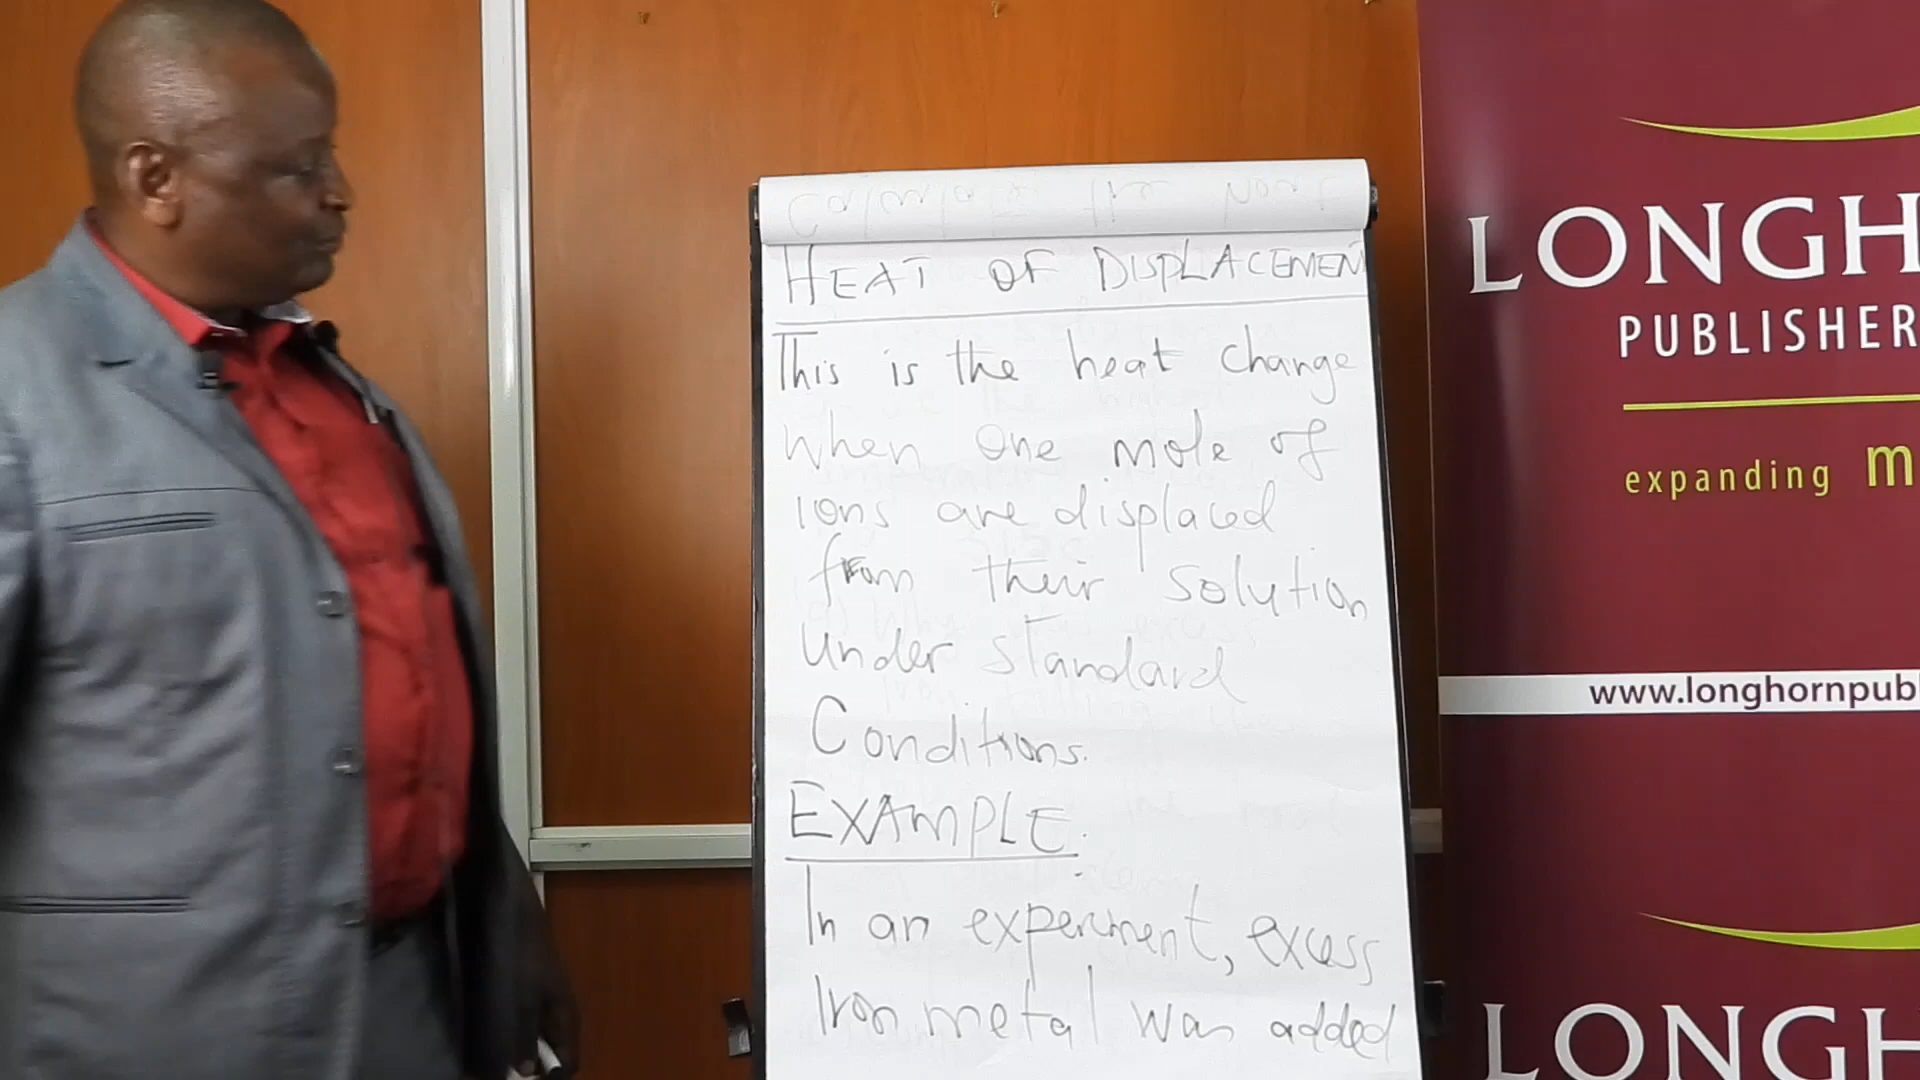 HEAT OF DISPLACEMENT
This is the heat change
when one mole of
ions are displaced
from their solution
under standard
Conditions.
EXAMPLE.
In an experiment, excess
Iron metal was added
LONGH
PUBLISHER
expanding m
www.longhornpubl
LONGH